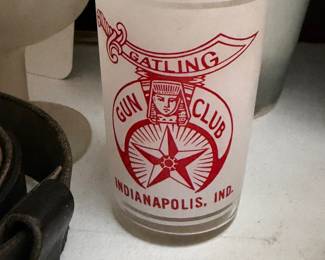 GATLING
GUN CLUB
INDIANAPOLIS, IND.